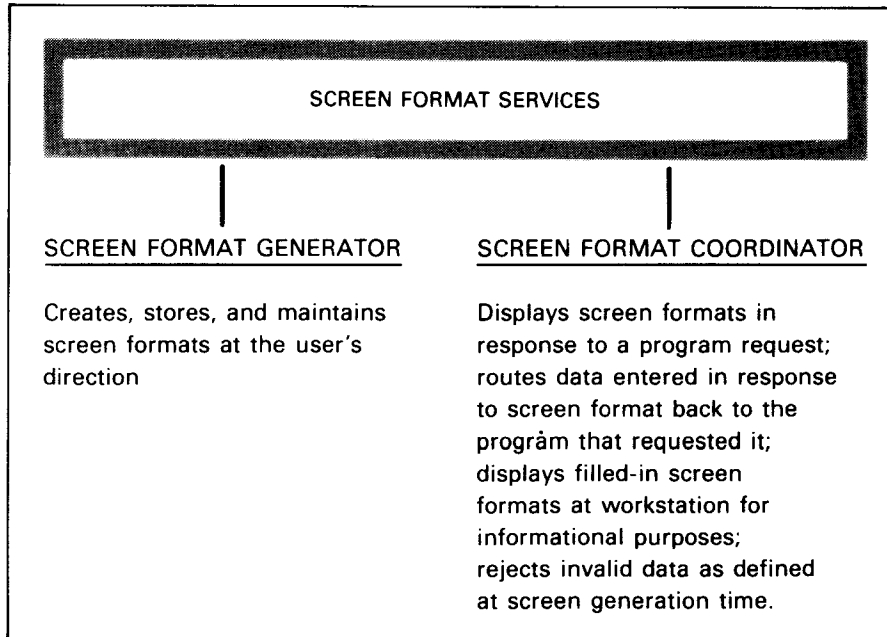 SCREEN FORMAT SERVICES
SCREEN FORMAT GENERATOR
Creates, stores, and maintains
screen formats at the user's
direction
SCREEN FORMAT COORDINATOR
Displays screen formats in
response to a program request;
routes data entered in response
to screen format back to the
program that requested it;
displays filled-in screen
formats at workstation for
informational purposes;
rejects invalid data as defined
at screen generation time.